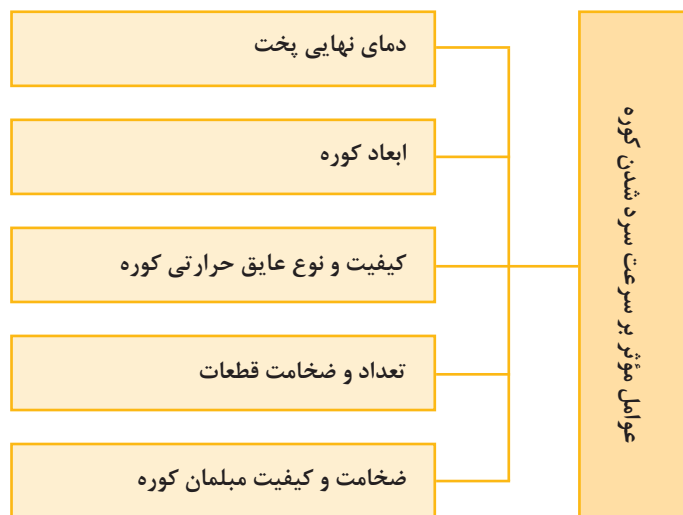 عوامل مؤثر بر سرعت سرد شدن کوره
دمای نهایی پخت
ابعاد کوره
کیفیت و نوع عایق حرارتی کوره
تعداد و ضخامت قطعات
ضخامت و کیفیت مبلمان کوره